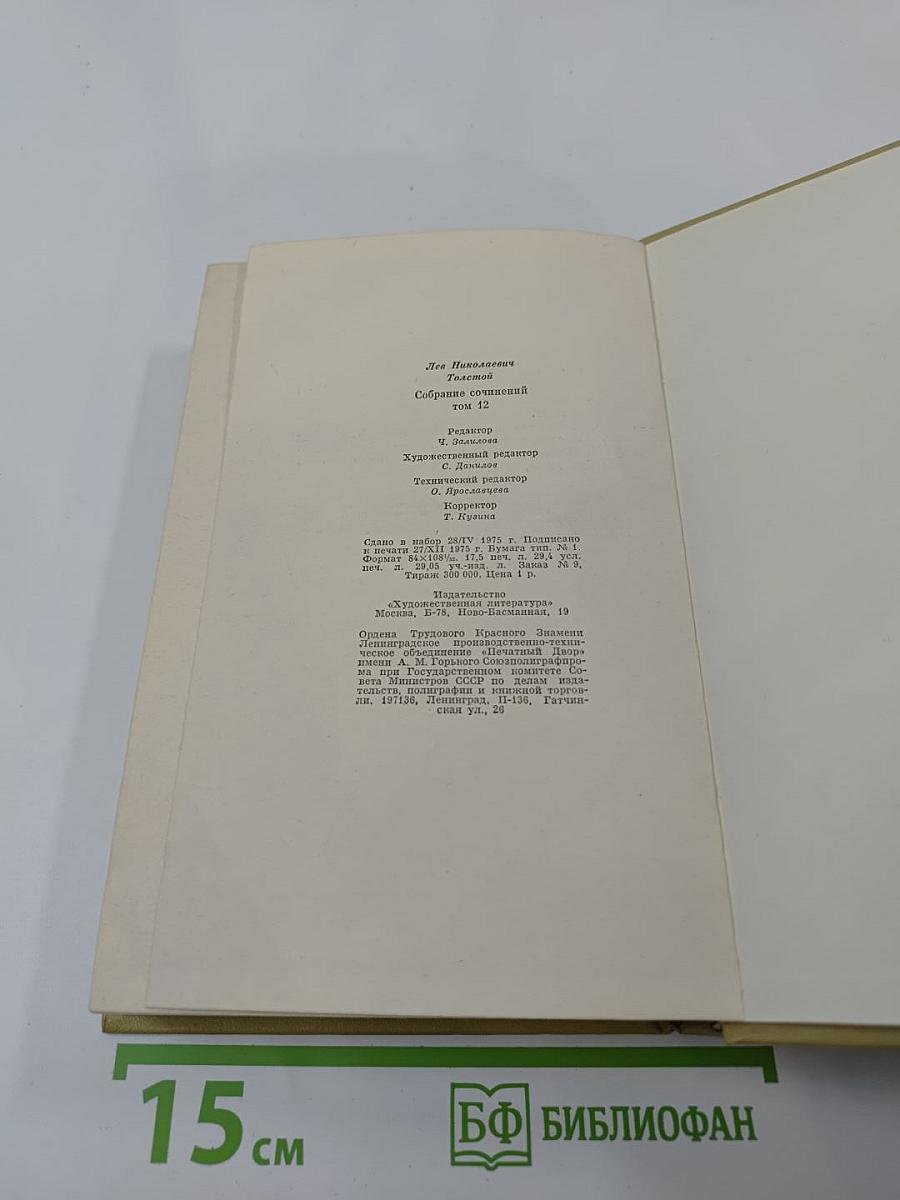 Лев Николаевич
Толстой
Собрание сочинений
том 12
Редактор
Ч. Залилова
Художественный редактор
С. Данилов
Технический редактор
О. Ярославцева
Корректор
Т. Кузина
Сдано в набор 28/IV 1975 г. Подписано
к печати 27/XII 1975 г. Бумага тип. № 1.
Формат 84×108¹/₃₂. 17,5 печ. л. 29,4 усл.
печ. л. 29,05 уч.-изд. л. Заказ № 9.
Тираж 300 000. Цена 1 р.
Издательство
«Художественная литература»
Москва, Б-78, Ново-Басманная, 19
Ордена Трудового Красного Знамени
Ленинградское производственно-техни-
ческое объединение «Печатный Двор»
имени А. М. Горького Союзполиграфпро-
ма при Государственном комитете Со-
вета Министров СССР по делам изда-
тельств, полиграфии и книжной торгов-
ли. 197136, Ленинград, П-136, Гатчин-
ская ул., 26
15 см
БФ БИБЛИОФАН